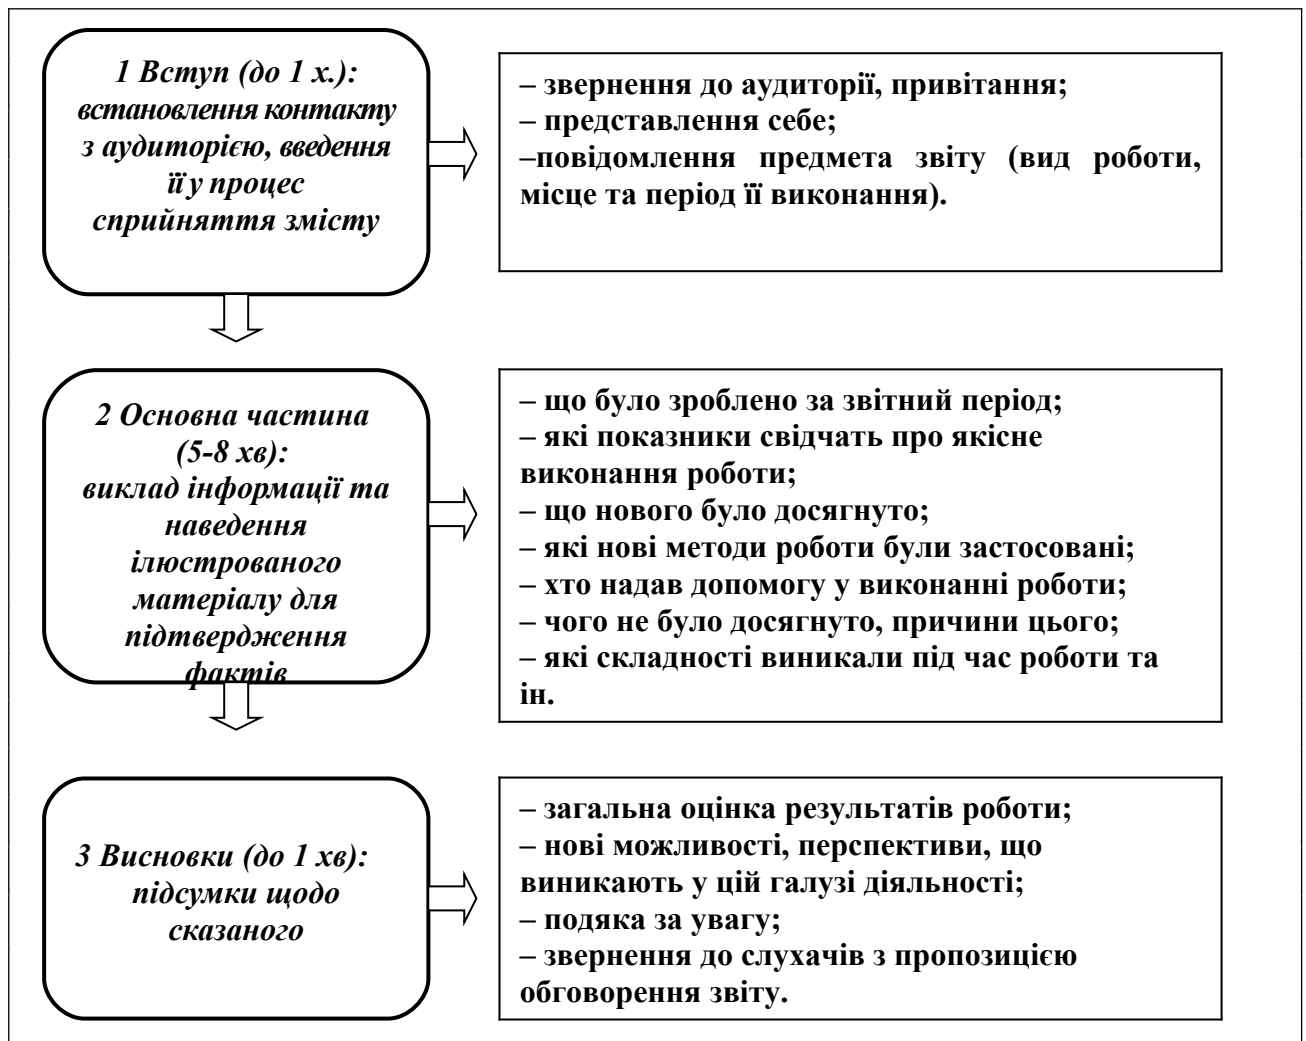 1 Вступ (до 1 х.):
встановлення контакту
з аудиторією, введення
її у процес
сприйняття змісту
– звернення до аудиторії, привітання;
– представлення себе;
–повідомлення предмета звіту (вид роботи,
місце та період її виконання).
2 Основна частина
(5-8 хв):
виклад інформації та
наведення
ілюстрованого
матеріалу для
підтвердження
фактів
– що було зроблено за звітний період;
– які показники свідчать про якісне
виконання роботи;
– що нового було досягнуто;
– які нові методи роботи були застосовані;
– хто надав допомогу у виконанні роботи;
– чого не було досягнуто, причини цього;
– які складності виникали під час роботи та
ін.
3 Висновки (до 1 хв):
підсумки щодо
сказаного
– загальна оцінка результатів роботи;
– нові можливості, перспективи, що
виникають у цій галузі діяльності;
– подяка за увагу;
– звернення до слухачів з пропозицією
обговорення звіту.